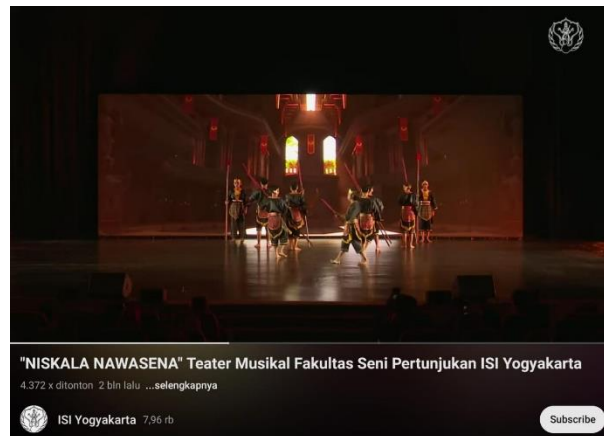 "NISKALA NAWASENA" Teater Musikal Fakultas Seni Pertunjukan ISI Yogyakarta
4.372 x ditonton 2 bln lalu ...selengkapnya
ISI Yogyakarta 7,96 rb
Subscribe